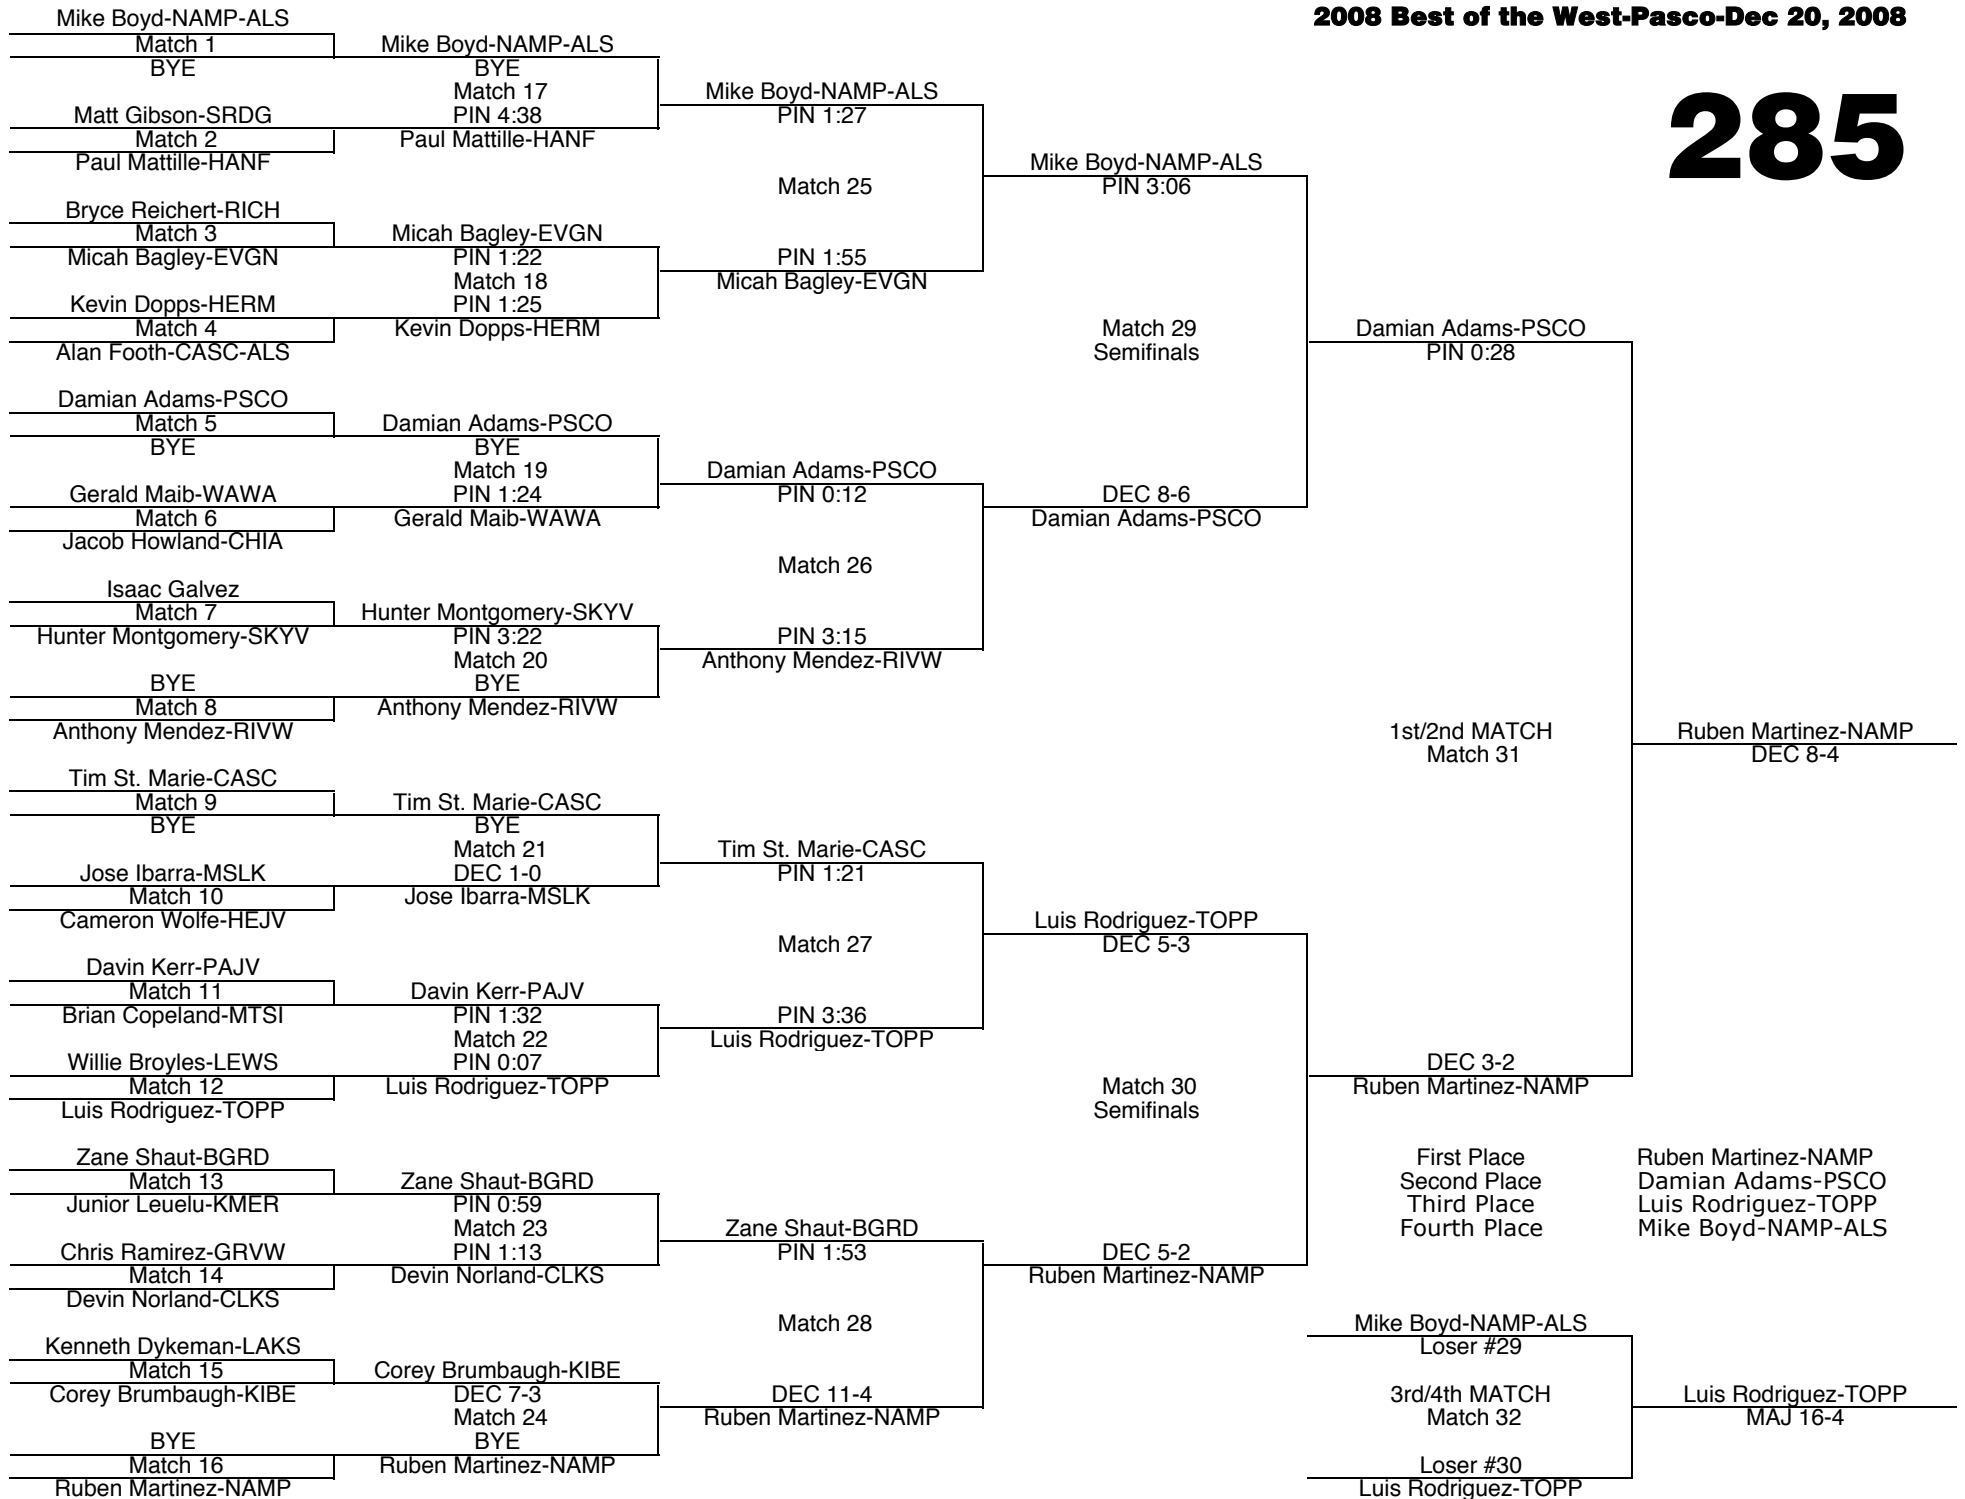 2008 Best of the West-Pasco-Dec 20, 2008
285
Mike Boyd-NAMP-ALS
Match 1
BYE
Matt Gibson-SRDG
Match 2
Paul Mattille-HANF
Bryce Reichert-RICH
Match 3
Micah Bagley-EVGN
Kevin Dopps-HERM
Match 4
Alan Footh-CASC-ALS
Damian Adams-PSCO
Match 5
BYE
Gerald Maib-WAWA
Match 6
Jacob Howland-CHIA
Isaac Galvez
Match 7
Hunter Montgomery-SKYV
BYE
Match 8
Anthony Mendez-RIVW
Tim St. Marie-CASC
Match 9
BYE
Jose Ibarra-MSLK
Match 10
Cameron Wolfe-HEJV
Davin Kerr-PAJV
Match 11
Brian Copeland-MTSI
Willie Broyles-LEWS
Match 12
Luis Rodriguez-TOPP
Zane Shaut-BGRD
Match 13
Junior Leuelu-KMER
Chris Ramirez-GRVW
Match 14
Devin Norland-CLKS
Kenneth Dykeman-LAKS
Match 15
Corey Brumbaugh-KIBE
BYE
Match 16
Ruben Martinez-NAMP
Mike Boyd-NAMP-ALS
BYE
Match 17
PIN 4:38
Paul Mattille-HANF
Micah Bagley-EVGN
PIN 1:22
Match 18
PIN 1:25
Kevin Dopps-HERM
Damian Adams-PSCO
BYE
Match 19
PIN 1:24
Gerald Maib-WAWA
Hunter Montgomery-SKYV
PIN 3:22
Match 20
BYE
Anthony Mendez-RIVW
Tim St. Marie-CASC
BYE
Match 21
DEC 1-0
Jose Ibarra-MSLK
Davin Kerr-PAJV
PIN 1:32
Match 22
PIN 0:07
Luis Rodriguez-TOPP
Zane Shaut-BGRD
PIN 0:59
Match 23
PIN 1:13
Devin Norland-CLKS
Corey Brumbaugh-KIBE
DEC 7-3
Match 24
BYE
Ruben Martinez-NAMP
Mike Boyd-NAMP-ALS
PIN 1:27
Match 25
PIN 1:55
Micah Bagley-EVGN
Damian Adams-PSCO
PIN 0:12
Match 26
PIN 3:15
Anthony Mendez-RIVW
Tim St. Marie-CASC
PIN 1:21
Match 27
PIN 3:36
Luis Rodriguez-TOPP
Zane Shaut-BGRD
PIN 1:53
Match 28
DEC 11-4
Ruben Martinez-NAMP
Mike Boyd-NAMP-ALS
PIN 3:06
Match 29
Semifinals
DEC 8-6
Damian Adams-PSCO
Luis Rodriguez-TOPP
DEC 5-3
Match 30
Semifinals
DEC 5-2
Ruben Martinez-NAMP
Damian Adams-PSCO
PIN 0:28
1st/2nd MATCH
Match 31
DEC 3-2
Ruben Martinez-NAMP
Ruben Martinez-NAMP
DEC 8-4
First Place Ruben Martinez-NAMP
Second Place Damian Adams-PSCO
Third Place Luis Rodriguez-TOPP
Fourth Place Mike Boyd-NAMP-ALS
Mike Boyd-NAMP-ALS
Loser #29
3rd/4th MATCH
Match 32
Loser #30
Luis Rodriguez-TOPP
Luis Rodriguez-TOPP
MAJ 16-4